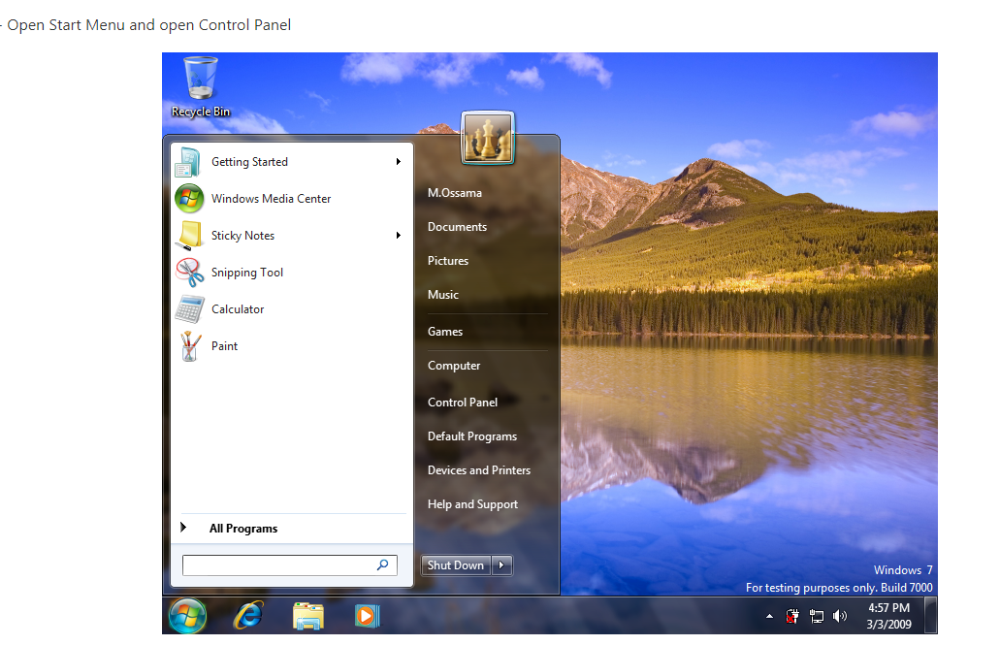 - Open Start Menu and open Control Panel
Recycle Bin
Getting Started
Windows Media Center
Sticky Notes
Snipping Tool
Calculator
Paint
All Programs
M.Ossama
Documents
Pictures
Music
Games
Computer
Control Panel
Default Programs
Devices and Printers
Help and Support
Shut Down
Windows 7
For testing purposes only. Build 7000
4:57 PM
3/3/2009